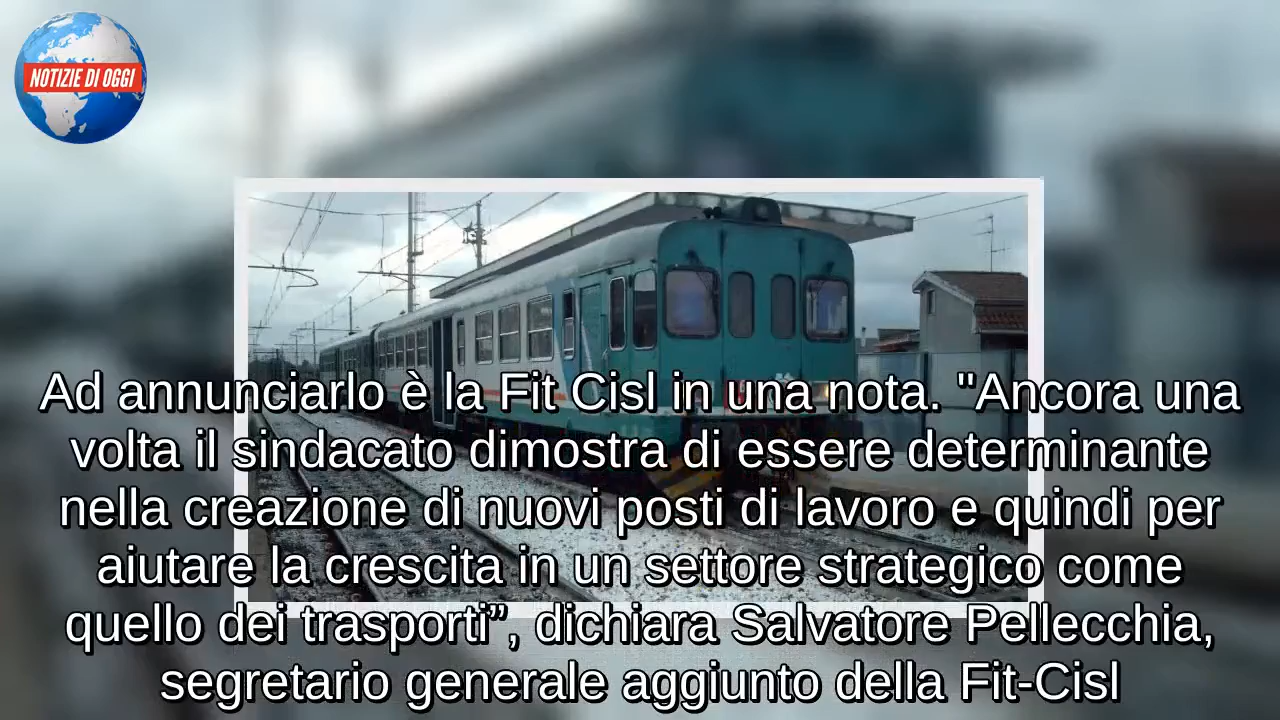 NOTIZIE DI OGGI
Ad annunciarlo è la Fit Cisl in una nota. "Ancora una
volta il sindacato dimostra di essere determinante
nella creazione di nuovi posti di lavoro e quindi per
aiutare la crescita in un settore strategico come
quello dei trasporti”, dichiara Salvatore Pellecchia,
segretario generale aggiunto della Fit-Cisl